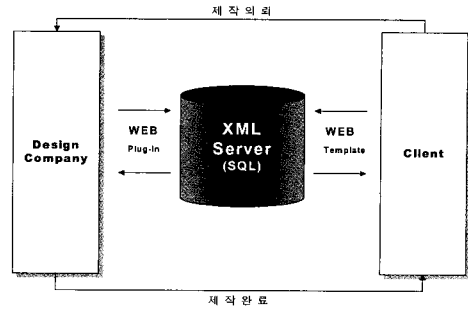 제작의뢰
Design
Company
WEB
Plug-In
XML
Server
(SQL)
WEB
Template
Client
제작완료